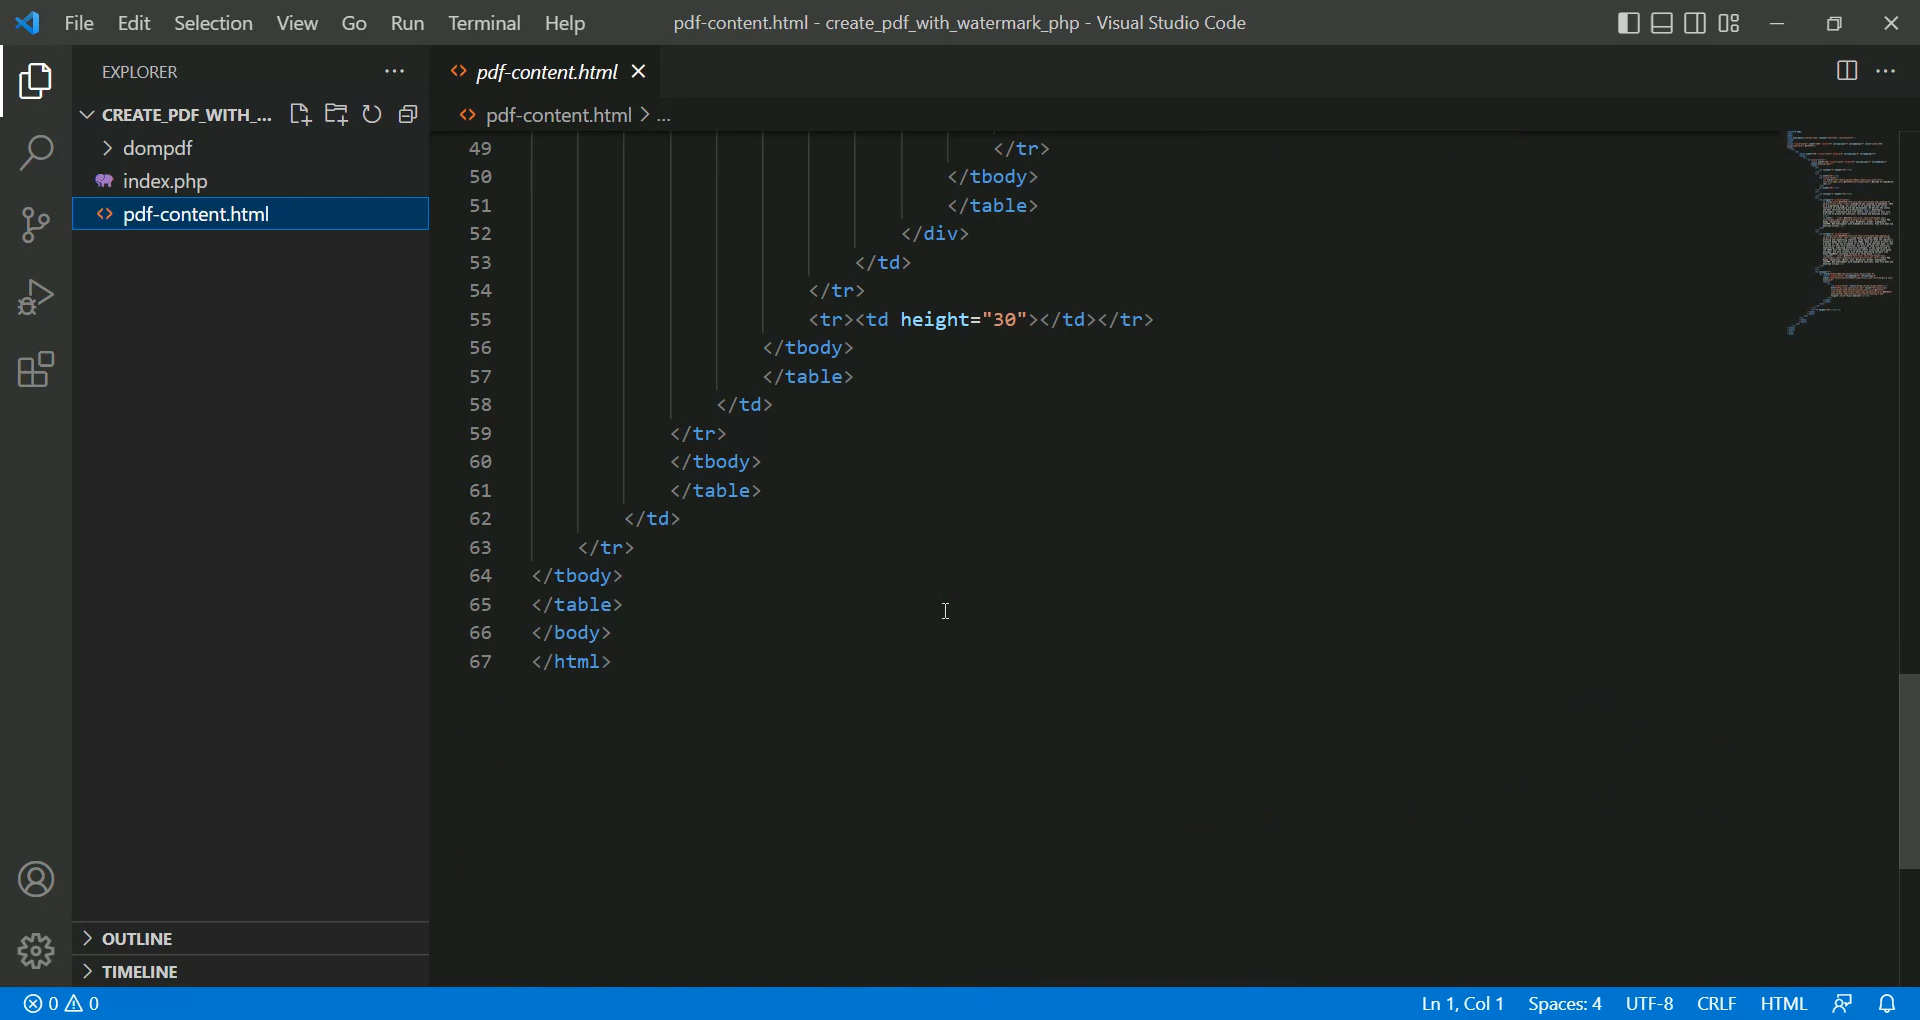 File Edit Selection View Go Run Terminal Help pdf-content.html - create_pdf_with_watermark_php - Visual Studio Code
EXPLORER
CREATE_PDF_WITH_...
dompdf
index.php
pdf-content.html
OUTLINE
TIMELINE
pdf-content.html
pdf-content.html > ...
49 </tr>
50 </tbody>
51 </table>
52 </div>
53 </td>
54 </tr>
55 <tr><td height="30"></td></tr>
56 </tbody>
57 </table>
58 </td>
59 </tr>
60 </tbody>
61 </table>
62 </td>
63 </tr>
64 </tbody>
65 </table>
66 </body>
67 </html>
0 0 Ln 1, Col 1 Spaces: 4 UTF-8 CRLF HTML